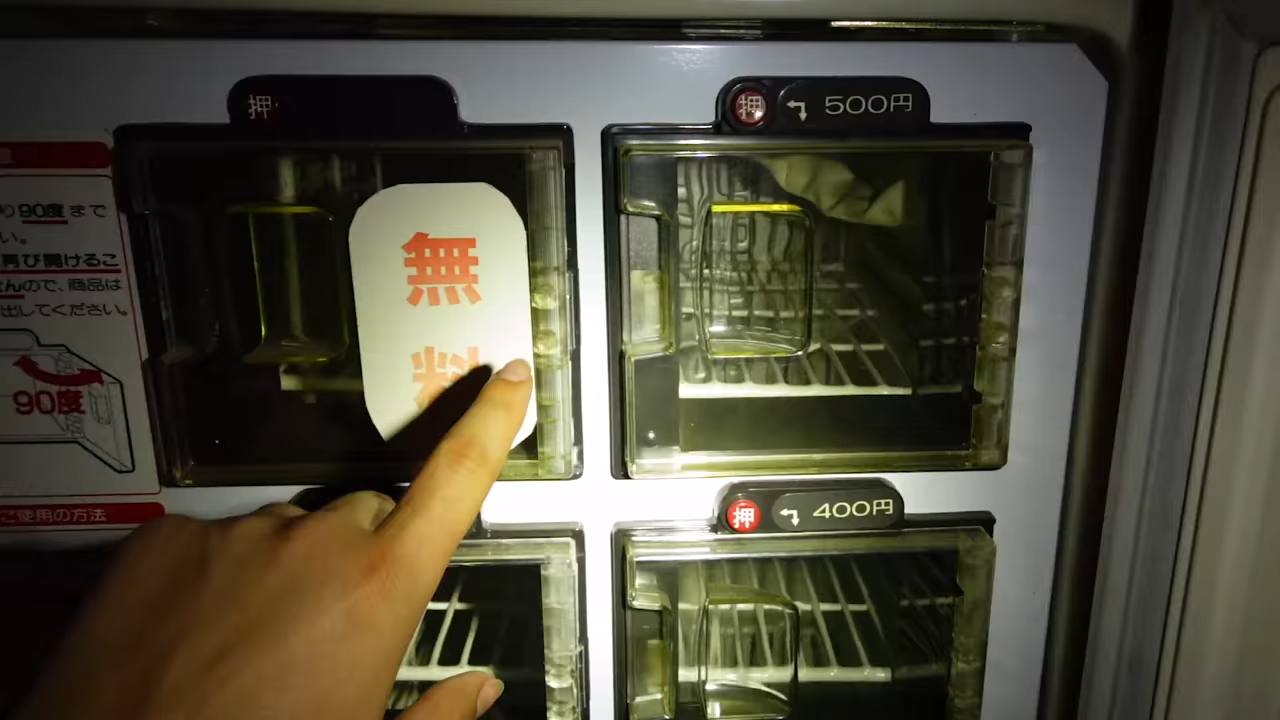 押
押 500円
無
料
り90度まで
い。
再び開けるこ
んので、商品は
出してください。
90度
ご使用の方法
押 400円